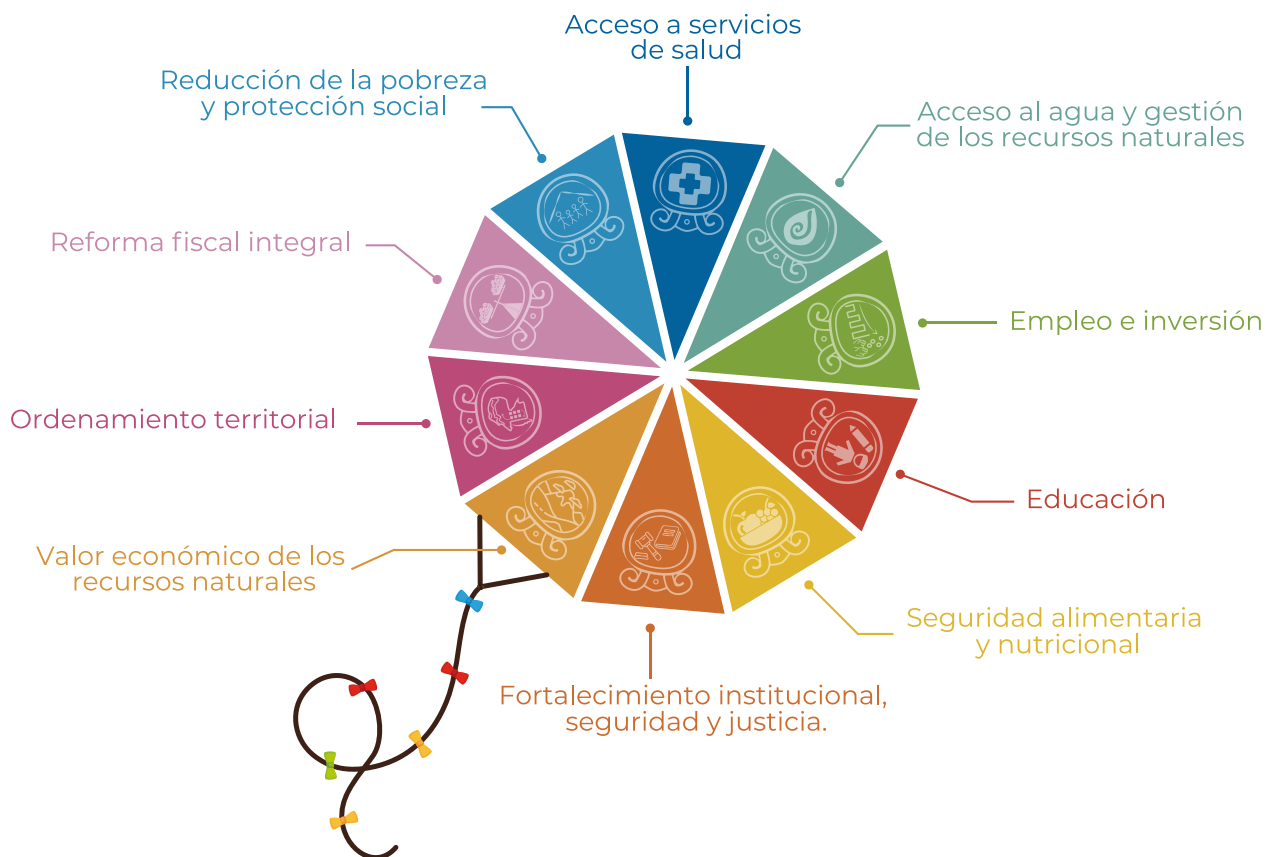 Acceso a servicios
de salud
Reducción de la pobreza
y protección social
Acceso al agua y gestión
de los recursos naturales
Reforma fiscal integral
Empleo e inversión
Ordenamiento territorial
Educación
Valor económico de los
recursos naturales
Seguridad alimentaria
y nutricional
Fortalecimiento institucional,
seguridad y justicia.